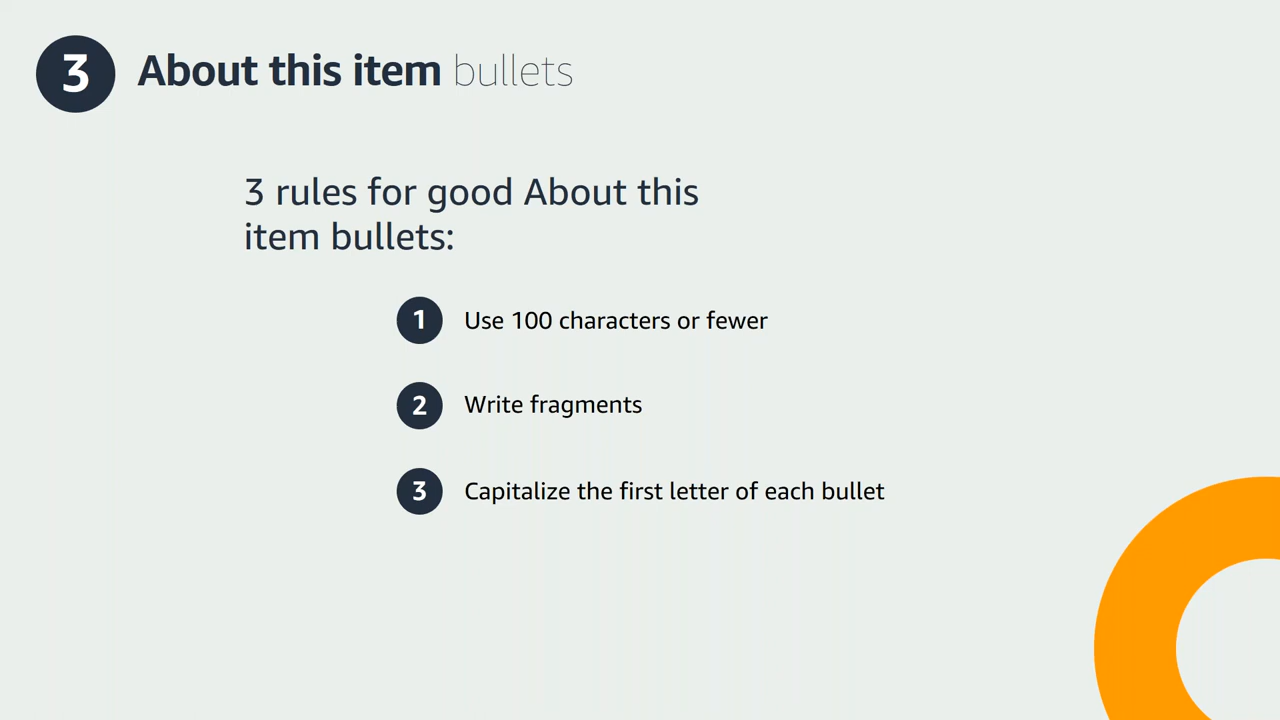 3 About this item bullets
3 rules for good About this
item bullets:
1 Use 100 characters or fewer
2 Write fragments
3 Capitalize the first letter of each bullet